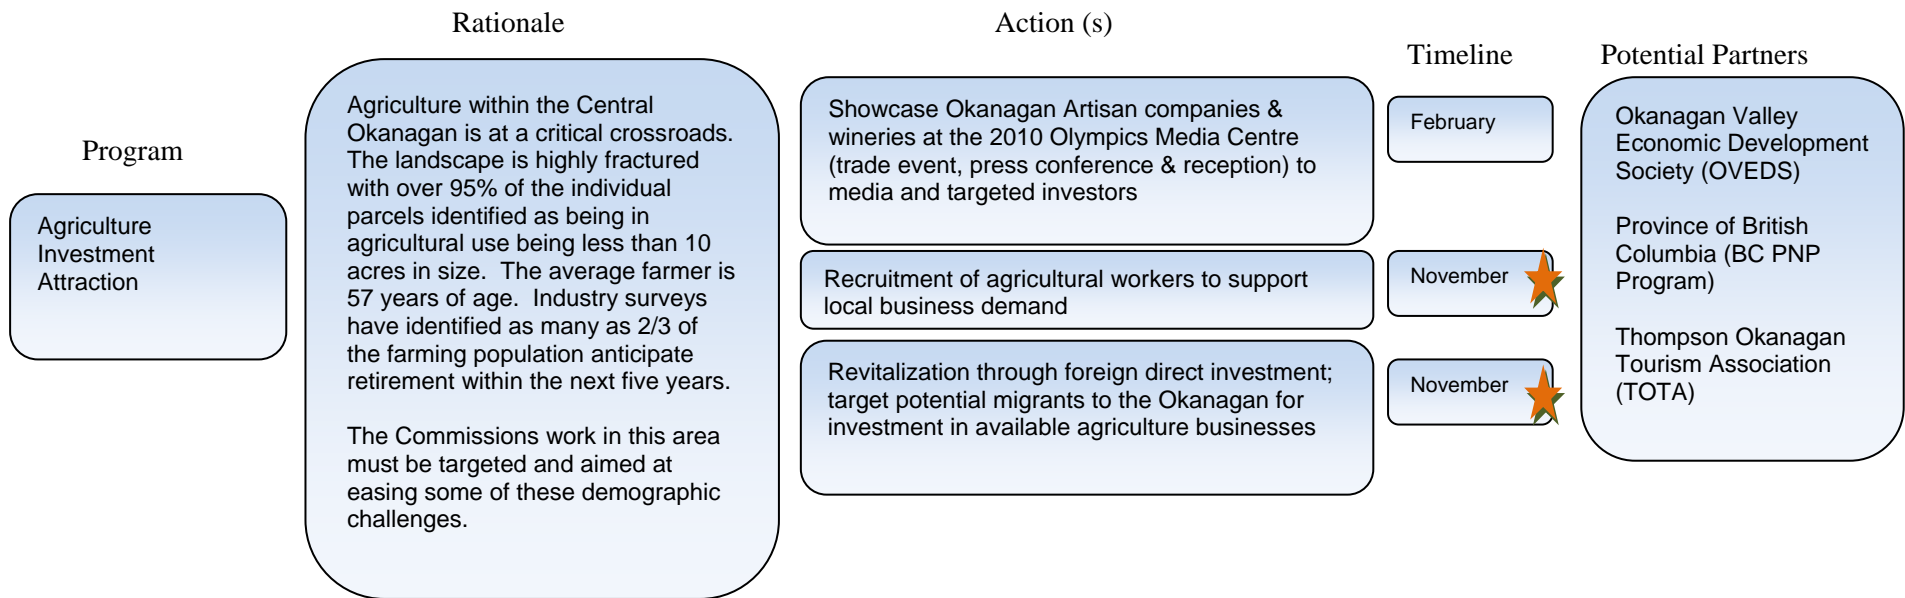 Program
Agriculture
Investment
Attraction
Rationale
Agriculture within the Central
Okanagan is at a critical crossroads.
The landscape is highly fractured
with over 95% of the individual
parcels identified as being in
agricultural use being less than 10
acres in size.  The average farmer is
57 years of age.  Industry surveys
have identified as many as 2/3 of
the farming population anticipate
retirement within the next five years.
The Commissions work in this area
must be targeted and aimed at
easing some of these demographic
challenges.
Action (s)
Showcase Okanagan Artisan companies &
wineries at the 2010 Olympics Media Centre
(trade event, press conference & reception) to
media and targeted investors
Recruitment of agricultural workers to support
local business demand
Revitalization through foreign direct investment;
target potential migrants to the Okanagan for
investment in available agriculture businesses
Timeline
February
November
November
Potential Partners
Okanagan Valley
Economic Development
Society (OVEDS)
Province of British
Columbia (BC PNP
Program)
Thompson Okanagan
Tourism Association
(TOTA)